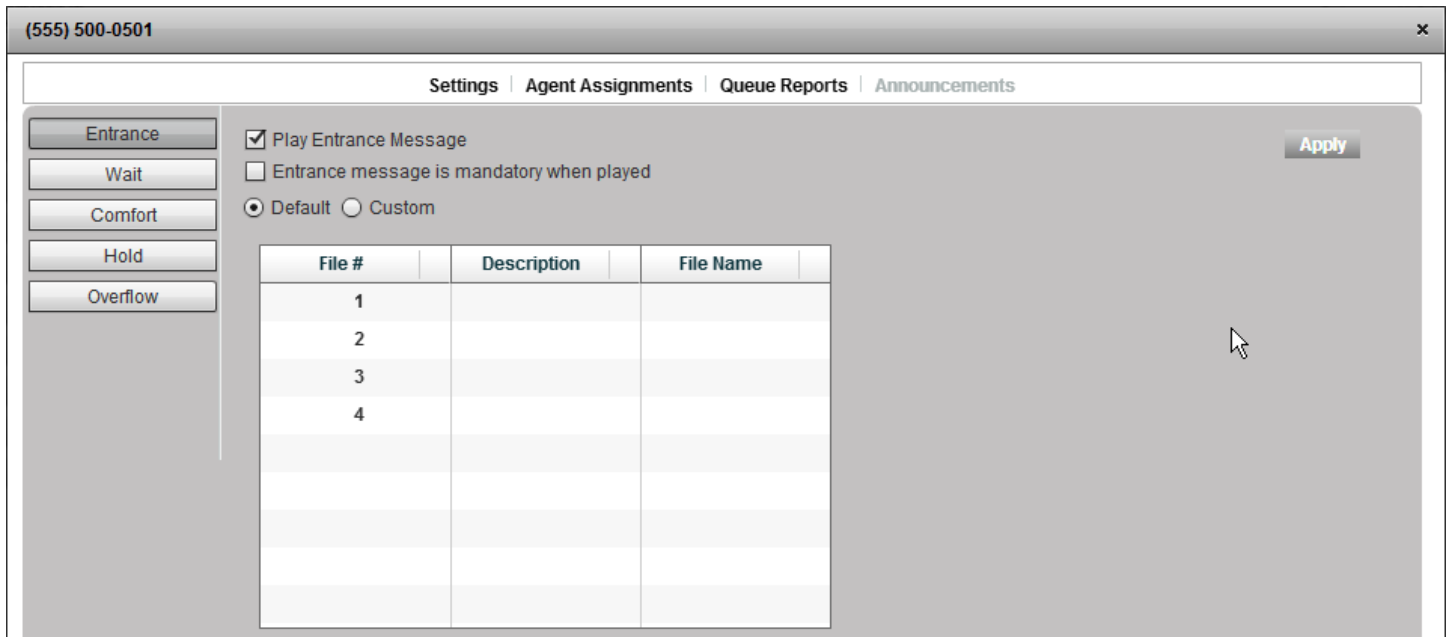 (555) 500-0501
Settings Agent Assignments Queue Reports Announcements
Entrance
Wait
Comfort
Hold
Overflow
Play Entrance Message
Apply
Entrance message is mandatory when played
Default Custom
File # Description File Name
1
2
3
4